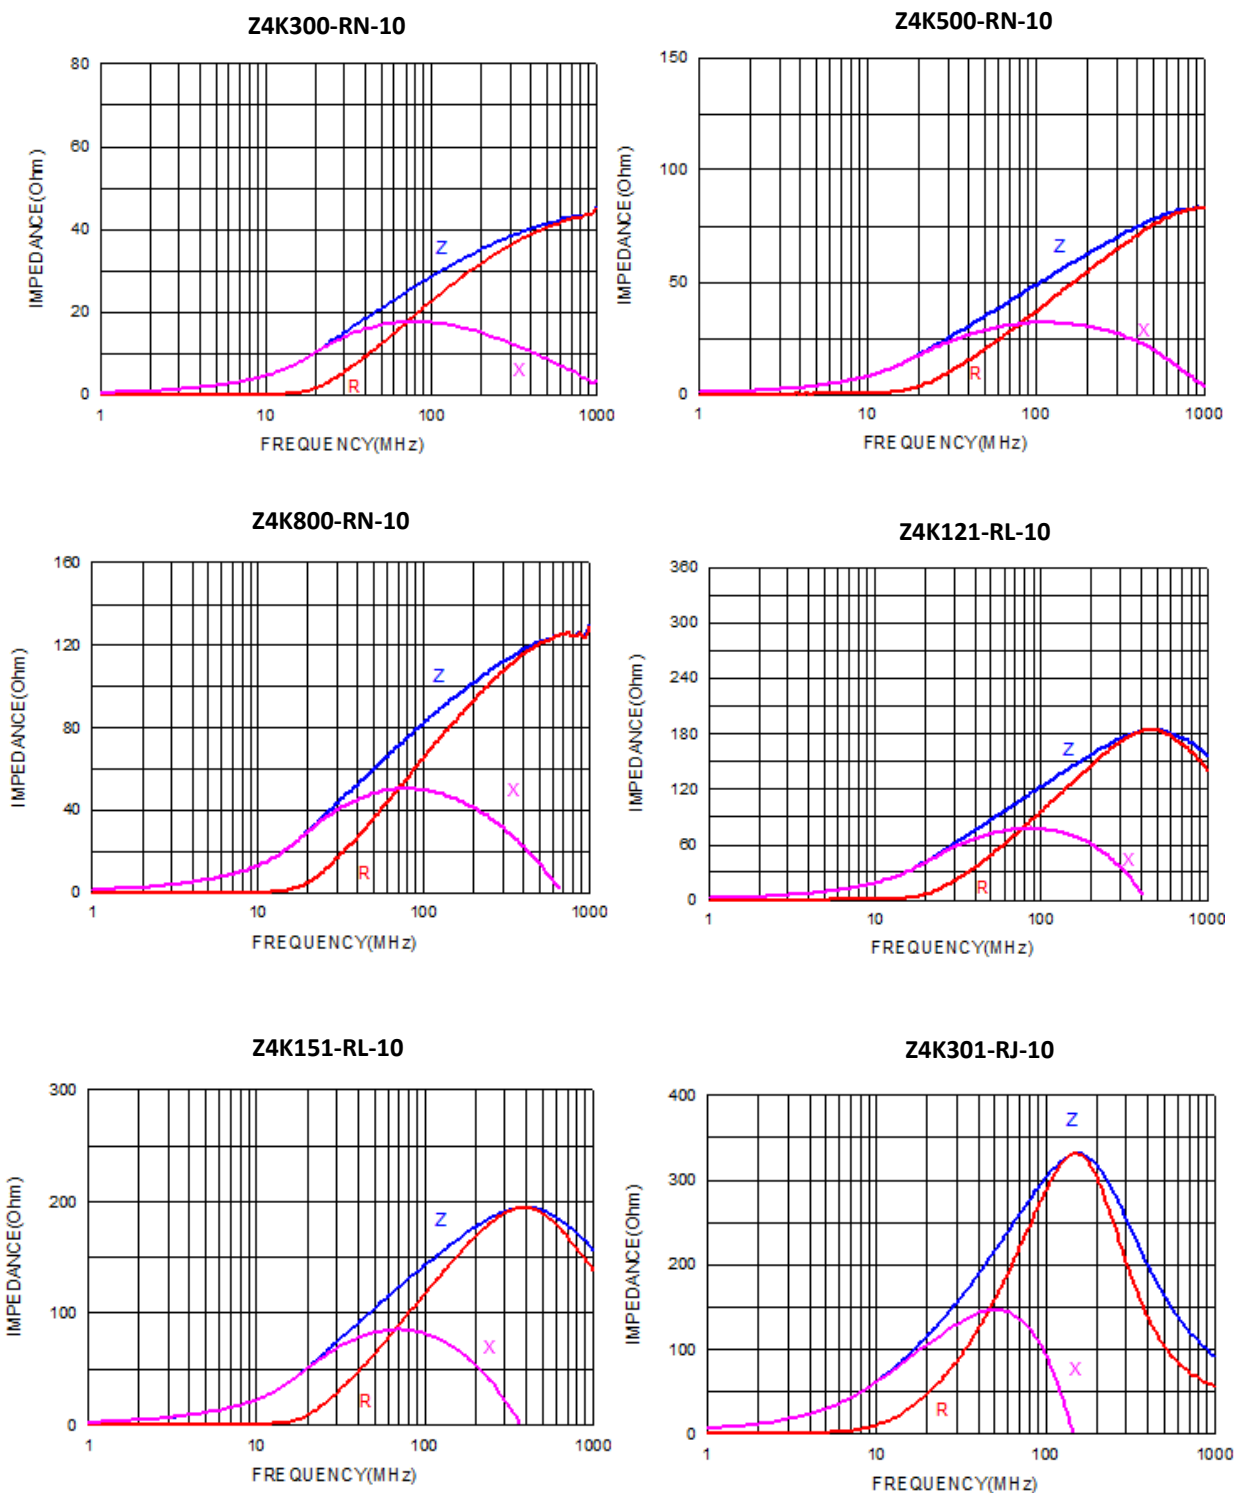 Z4K300-RN-10
80
60
40
20
0
IMPEDANCE(Ohm)
Z
R
X
1 10 100 1000
FREQUENCY(MHz)
Z4K500-RN-10
150
100
50
0
IMPEDANCE(Ohm)
Z
X
R
1 10 100 1000
FREQUENCY(MHz)
Z4K800-RN-10
160
120
80
40
0
IMPEDANCE(Ohm)
Z
X
R
1 10 100 1000
FREQUENCY(MHz)
Z4K121-RL-10
360
300
240
180
120
60
0
IMPEDANCE(Ohm)
Z
X
R
1 10 100 1000
FREQUENCY(MHz)
Z4K151-RL-10
300
200
100
0
IMPEDANCE(Ohm)
Z
X
R
1 10 100 1000
FREQUENCY(MHz)
Z4K301-RJ-10
400
300
200
100
0
IMPEDANCE(Ohm)
Z
X
R
1 10 100 1000
FREQUENCY(MHz)